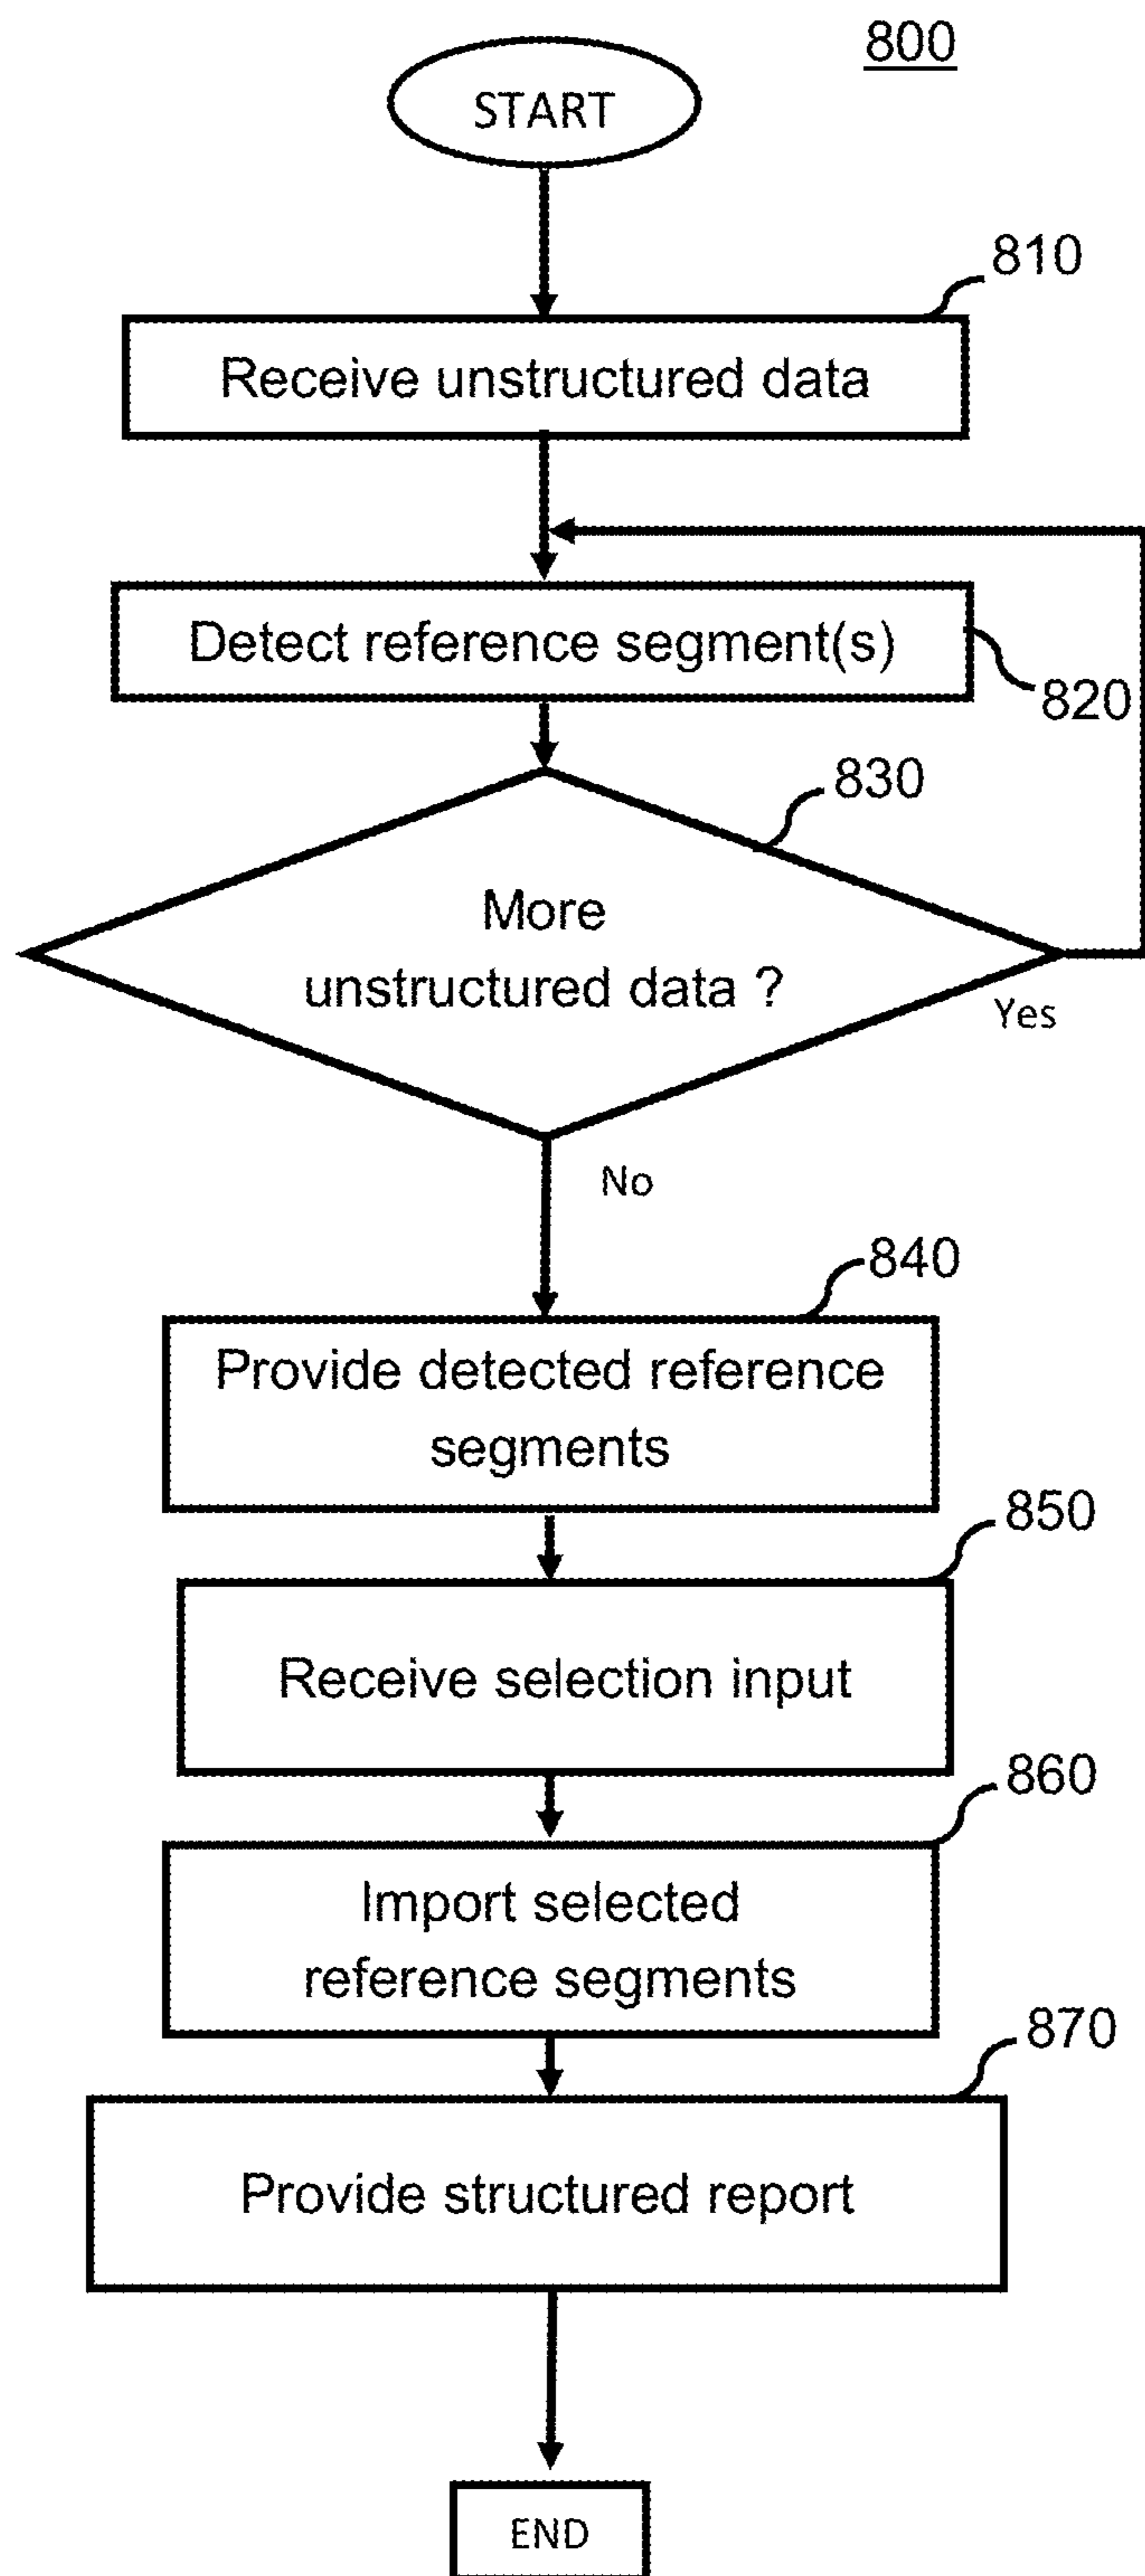 800
START
810
Receive unstructured data
Detect reference segment(s)
820
830
More
unstructured data ?
Yes
No
840
Provide detected reference
segments
850
Receive selection input
860
Import selected
reference segments
870
Provide structured report
END